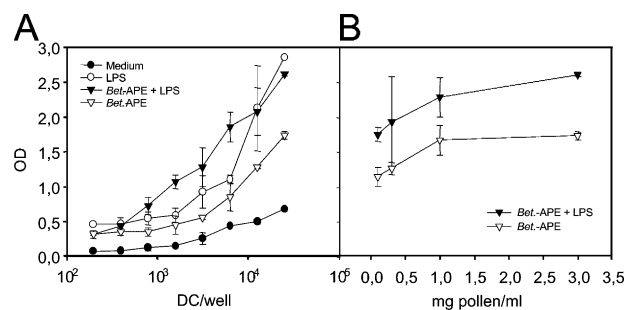 A
B
3,0
2,5
2,0
1,5
1,0
0,5
0,0
OD
Medium
LPS
Bet-APE + LPS
Bet.APE
10² 10³ 10⁴ 10⁵
DC/well
Bet.-APE + LPS
Bet.-APE
0,0 0,5 1,0 1,5 2,0 2,5 3,0 3,5
mg pollen/ml